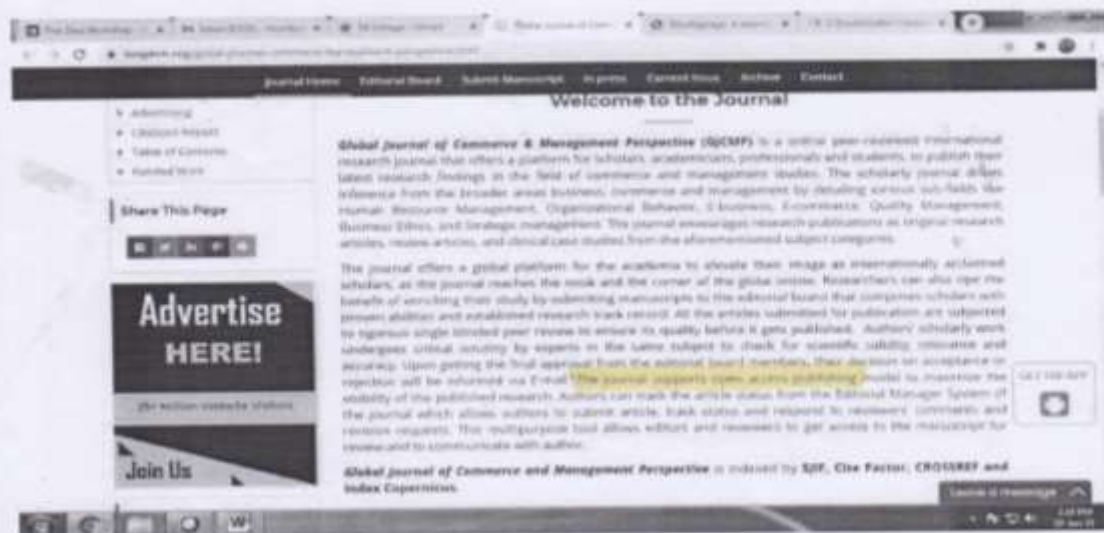 Journal Home Editorial Board Submit Manuscript In press Current Issue Archive Contact
Welcome to the Journal
Advertising
Citations Report
Table of Contents
Funded Work
Share This Page
Advertise
HERE!
25+ Million Website Visitors
Join Us
Global Journal of Commerce & Management Perspective (GJCMP) is a online peer-reviewed international
research journal that offers a platform for scholars, academicians, professionals and students, to publish their
latest research findings in the field of commerce and management studies. The scholarly journal draws
inference from the broader areas business, commerce and management by detailing various sub-fields like
Human Resource Management, Organizational Behavior, E-business, E-commerce, Quality Management,
Business Ethics, and Strategic management. The journal encourages research publications as original research
articles, review articles, and clinical case studies from the aforementioned subject categories.
The journal offers a global platform for the academia to elevate their image as internationally acclaimed
scholars, as the journal reaches the nook and the corner of the globe online. Researchers can also ripe the
benefit of enriching their study by submitting manuscripts to the editorial board that comprises scholars with
proven abilities and established research track record. All the articles submitted for publication are subjected
to rigorous single blinded peer review to ensure its quality before it gets published. Authors' scholarly work
undergoes critical scrutiny by experts in the same subject to check for scientific validity, relevance and
accuracy. Upon getting the final approval from the editorial board members, their decision on acceptance or
rejection will be informed via E-mail. The journal supports open access publishing model to maximize the
visibility of the published research. Authors can track the article status from the Editorial Manager System of
the journal which allows authors to submit article, track status and respond to reviewers' comments and
revision requests. This multipurpose tool allows editors and reviewers to get access to the manuscript for
review and to communicate with author.
Global Journal of Commerce and Management Perspective is indexed by SJIF, Cite Factor, CROSSREF and
Index Copernicus.
GET THE APP
Leave a message